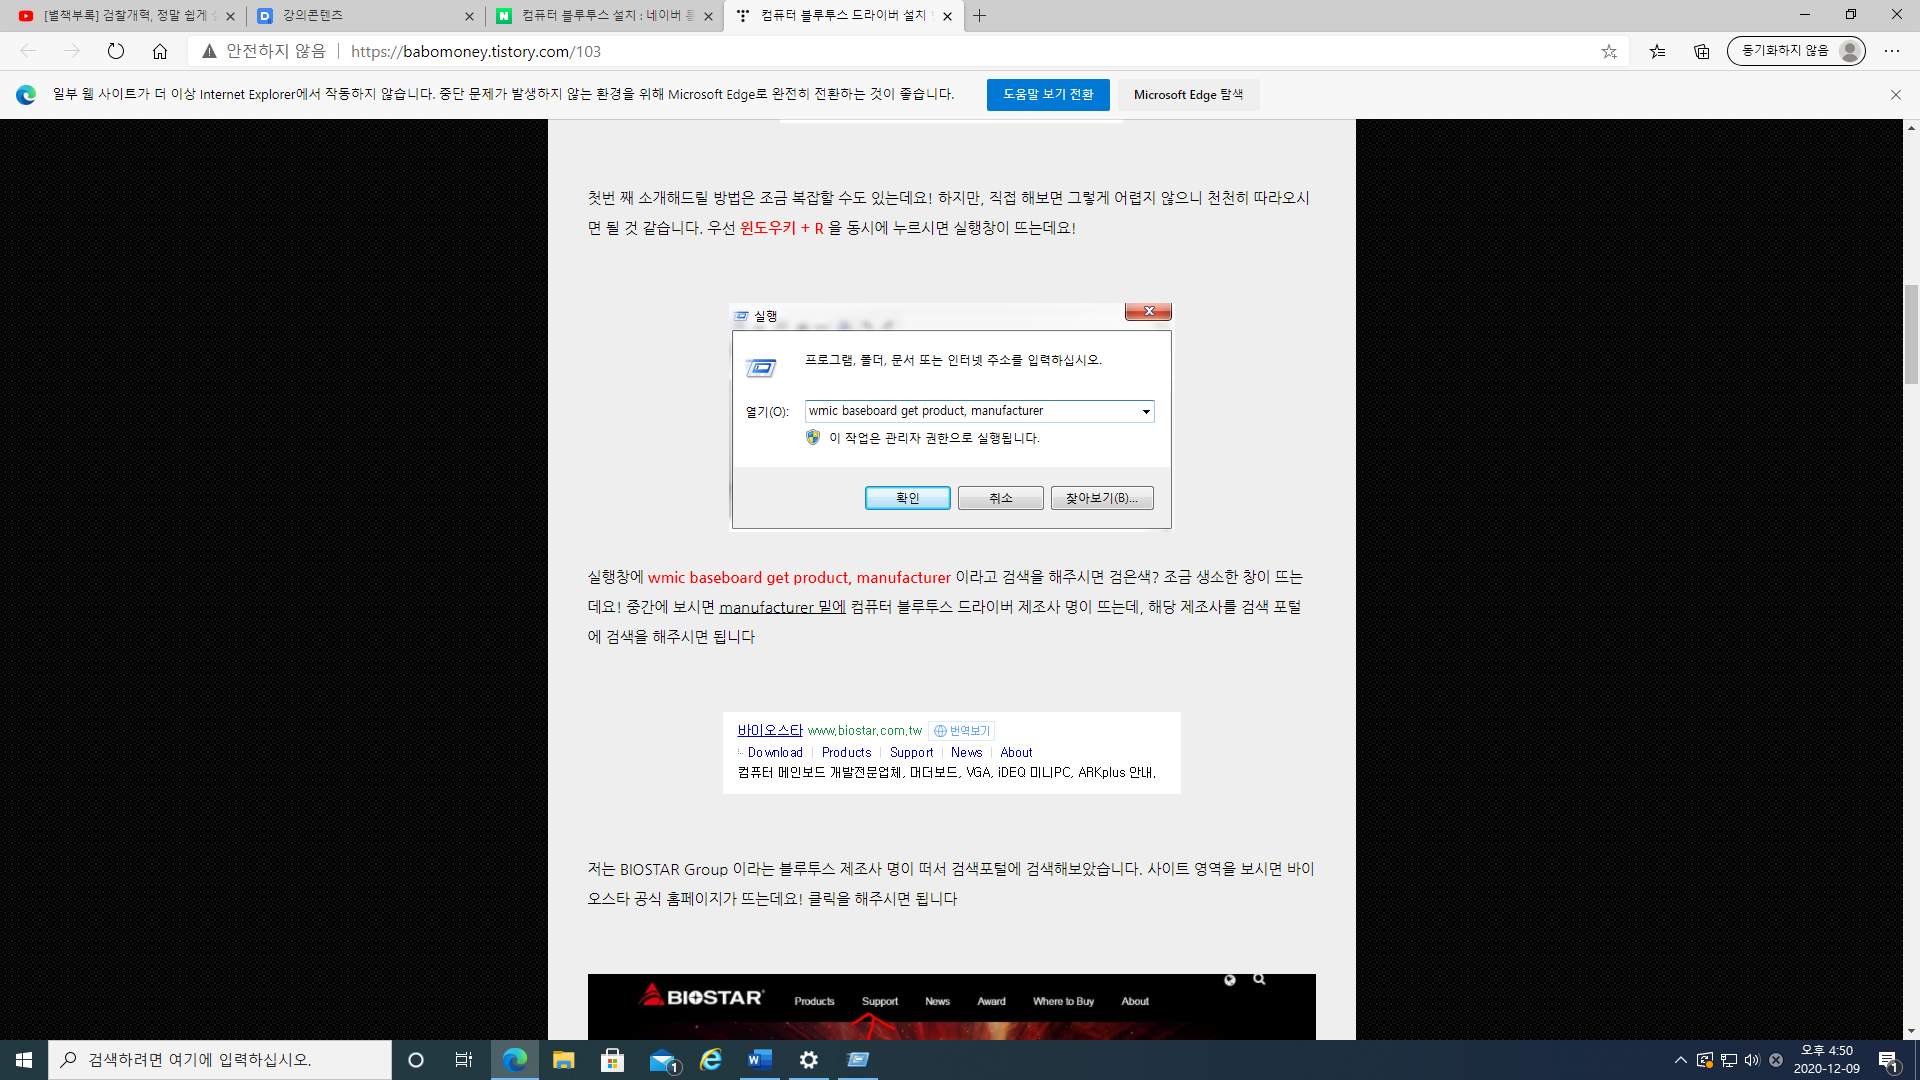 [별책부록] 검찰개혁, 정말 쉽게
강의콘텐츠
컴퓨터 블루투스 설치 : 네이버
컴퓨터 블루투스 드라이버 설치
안전하지 않음 | https://babomoney.tistory.com/103
동기화하지 않음
일부 웹 사이트가 더 이상 Internet Explorer에서 작동하지 않습니다. 중단 문제가 발생하지 않는 환경을 위해 Microsoft Edge로 완전히 전환하는 것이 좋습니다.
도움말 보기 전환
Microsoft Edge 탐색
첫번 째 소개해드릴 방법은 조금 복잡할 수도 있는데요! 하지만, 직접 해보면 그렇게 어렵지 않으니 천천히 따라오시
면 될 것 같습니다. 우선 윈도우키 + R 을 동시에 누르시면 실행창이 뜨는데요!
실행
프로그램, 폴더, 문서 또는 인터넷 주소를 입력하십시오.
열기(O): wmic baseboard get product, manufacturer
이 작업은 관리자 권한으로 실행됩니다.
확인 취소 찾아보기(B)...
실행창에 wmic baseboard get product, manufacturer 이라고 검색을 해주시면 검은색? 조금 생소한 창이 뜨는
데요! 중간에 보시면 manufacturer 밑에 컴퓨터 블루투스 드라이버 제조사 명이 뜨는데, 해당 제조사를 검색 포털
에 검색을 해주시면 됩니다
바이오스타 www.biostar.com.tw 번역보기
Download | Products | Support | News | About
컴퓨터 메인보드 개발전문업체, 머더보드, VGA, iDEQ 미니PC, ARKplus 안내.
저는 BIOSTAR Group 이라는 블루투스 제조사 명이 떠서 검색포털에 검색해보았습니다. 사이트 영역을 보시면 바이
오스타 공식 홈페이지가 뜨는데요! 클릭을 해주시면 됩니다
BIOSTAR Products Support News Award Where to Buy About
검색하려면 여기에 입력하십시오.
1
오후 4:50
2020-12-09
1